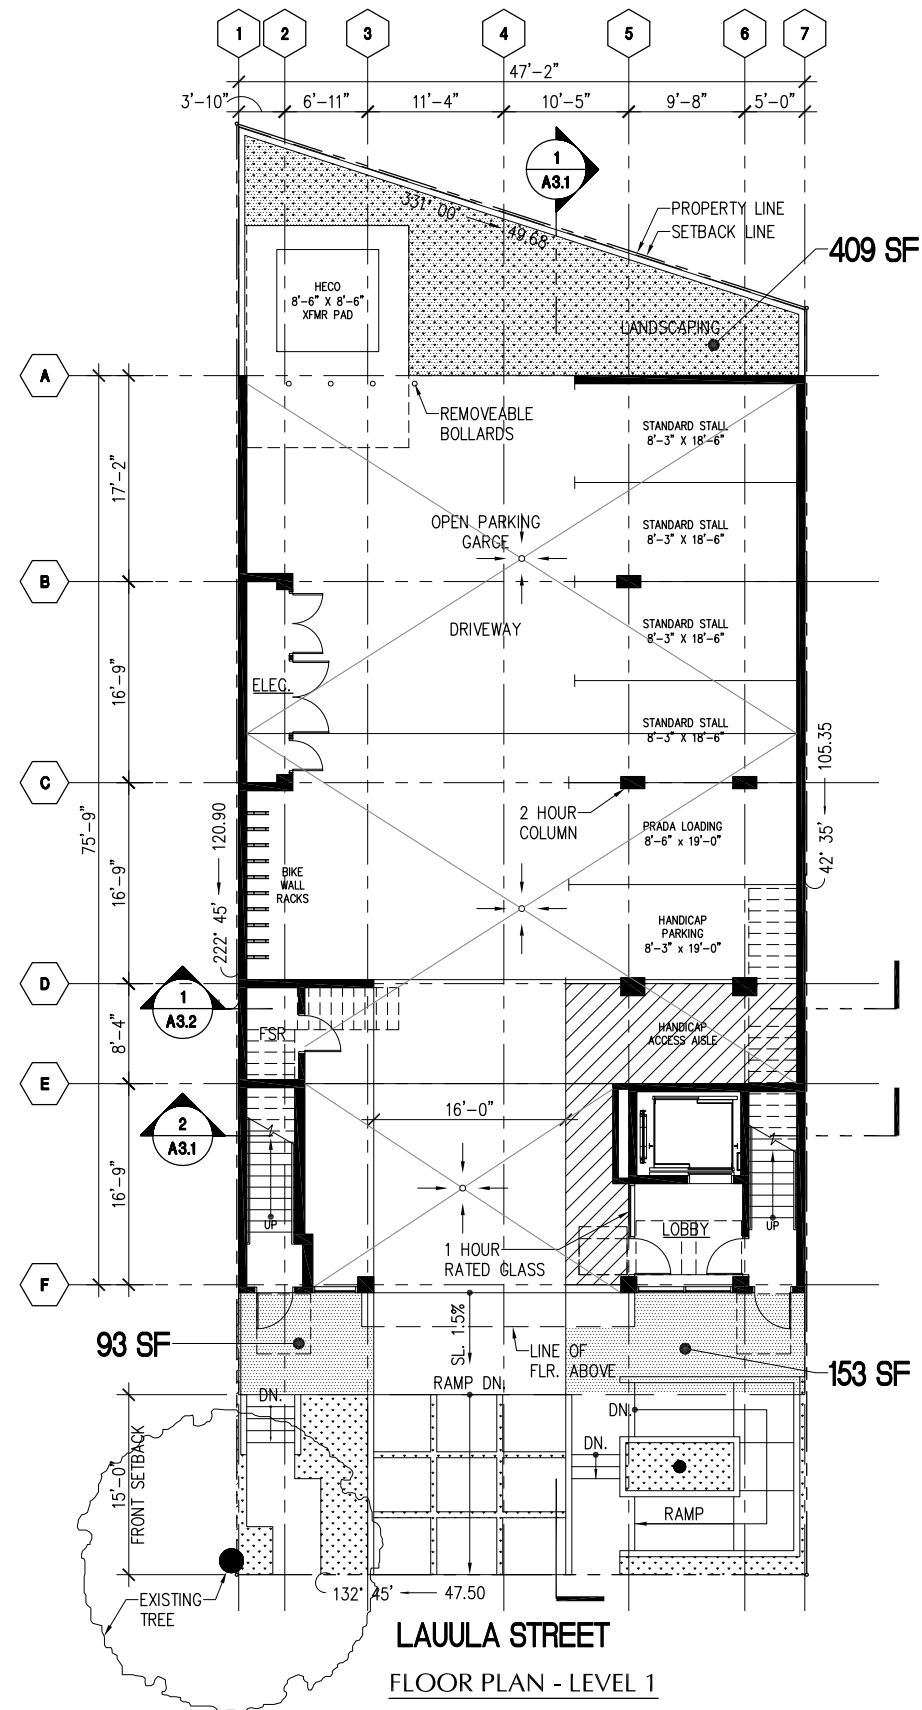 1 2 3 4 5 6 7
47'-2"
3'-10" 6'-11" 11'-4" 10'-5" 9'-8" 5'-0"
1
A3.1
331° 00'
49.68
PROPERTY LINE
SETBACK LINE
409 SF
HECO
8'-6" X 8'-6"
XFMR PAD
LANDSCAPING
A
REMOVEABLE
BOLLARDS
STANDARD STALL
8'-3" X 18'-6"
17'-2"
OPEN PARKING
GARGE
STANDARD STALL
8'-3" X 18'-6"
B
DRIVEWAY
STANDARD STALL
8'-3" X 18'-6"
16'-9"
ELEC.
STANDARD STALL
8'-3" X 18'-6"
C
75'-9"
2 HOUR
COLUMN
PRADA LOADING
8'-6" X 19'-0"
42° 35' 105.35
16'-9"
222° 45' 120.90
BIKE
WALL
RACKS
HANDICAP
PARKING
8'-3" X 19'-0"
D
1
A3.2
8'-4"
FSR
HANDICAP
ACCESS AISLE
E
16'-0"
2
A3.1
16'-9"
UP
LOBBY
UP
1 HOUR
RATED GLASS
F
93 SF
SL. 1.5%
LINE OF
FLR. ABOVE
153 SF
RAMP DN.
DN.
DN.
DN.
15'-0"
FRONT SETBACK
RAMP
EXISTING
TREE
132° 45' 47.50
LAUULA STREET
FLOOR PLAN - LEVEL 1